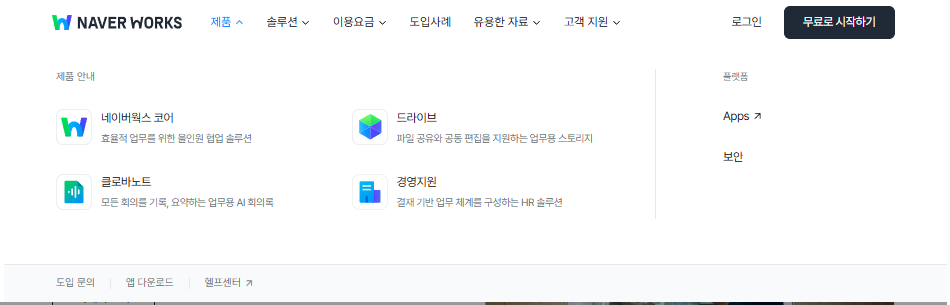 NAVER WORKS 제품 솔루션 이용요금 도입사례 유용한 자료 고객 지원 로그인 무료로 시작하기
제품 안내
네이버웍스 코어
효율적 업무를 위한 올인원 협업 솔루션
드라이브
파일 공유와 공동 편집을 지원하는 업무용 스토리지
클로바노트
모든 회의를 기록, 요약하는 업무용 AI 회의록
경영지원
결재 기반 업무 체계를 구성하는 HR 솔루션
플랫폼
Apps
보안
도입 문의 앱 다운로드 헬프센터